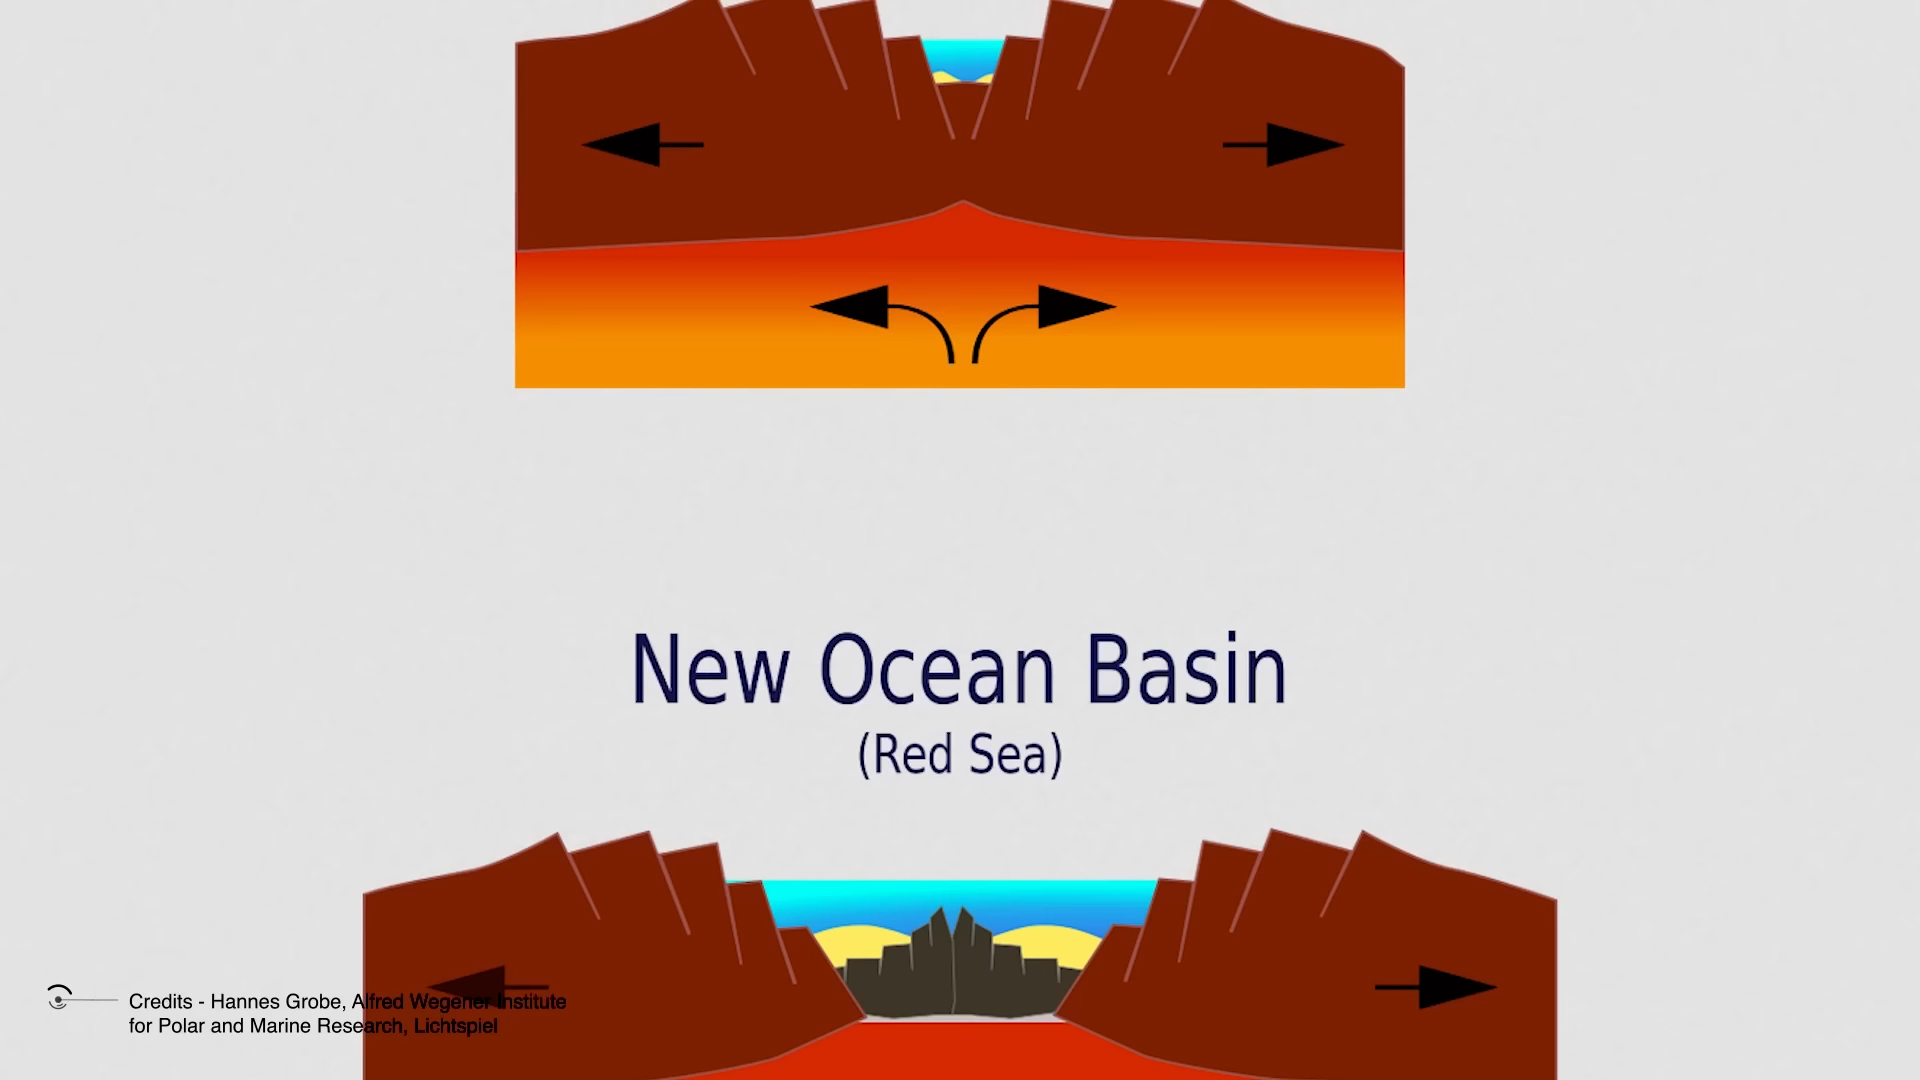 New Ocean Basin
(Red Sea)
Credits - Hannes Grobe, Alfred Wegener Institute
for Polar and Marine Research, Lichtspiel